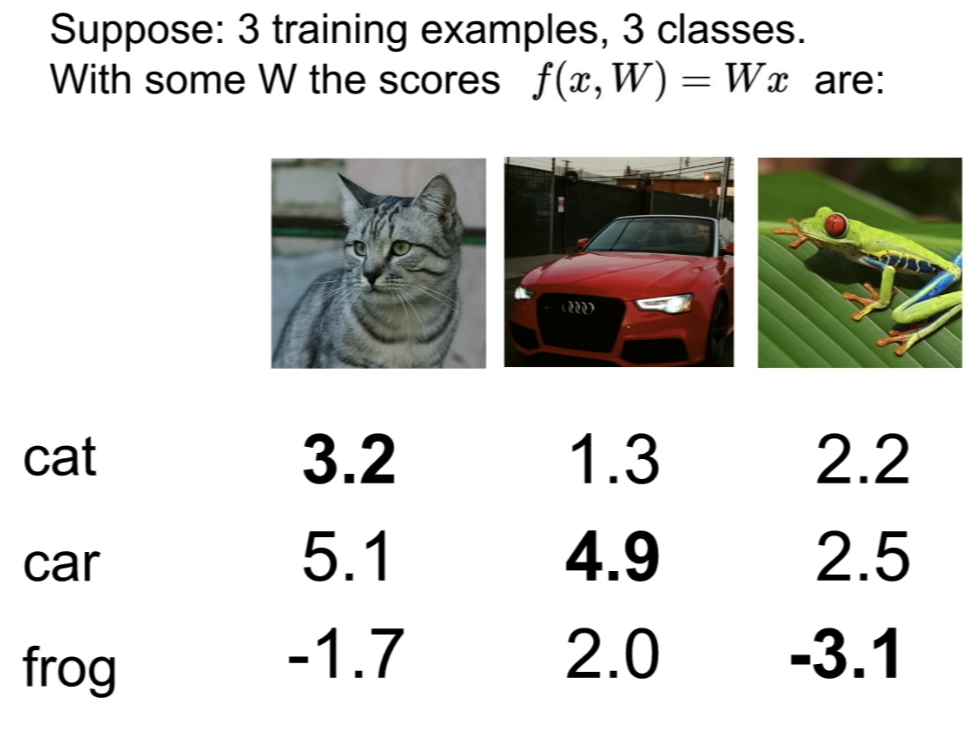 Suppose: 3 training examples, 3 classes.
With some W the scores f(x, W) = Wx are:
cat 3.2 1.3 2.2
car 5.1 4.9 2.5
frog -1.7 2.0 -3.1